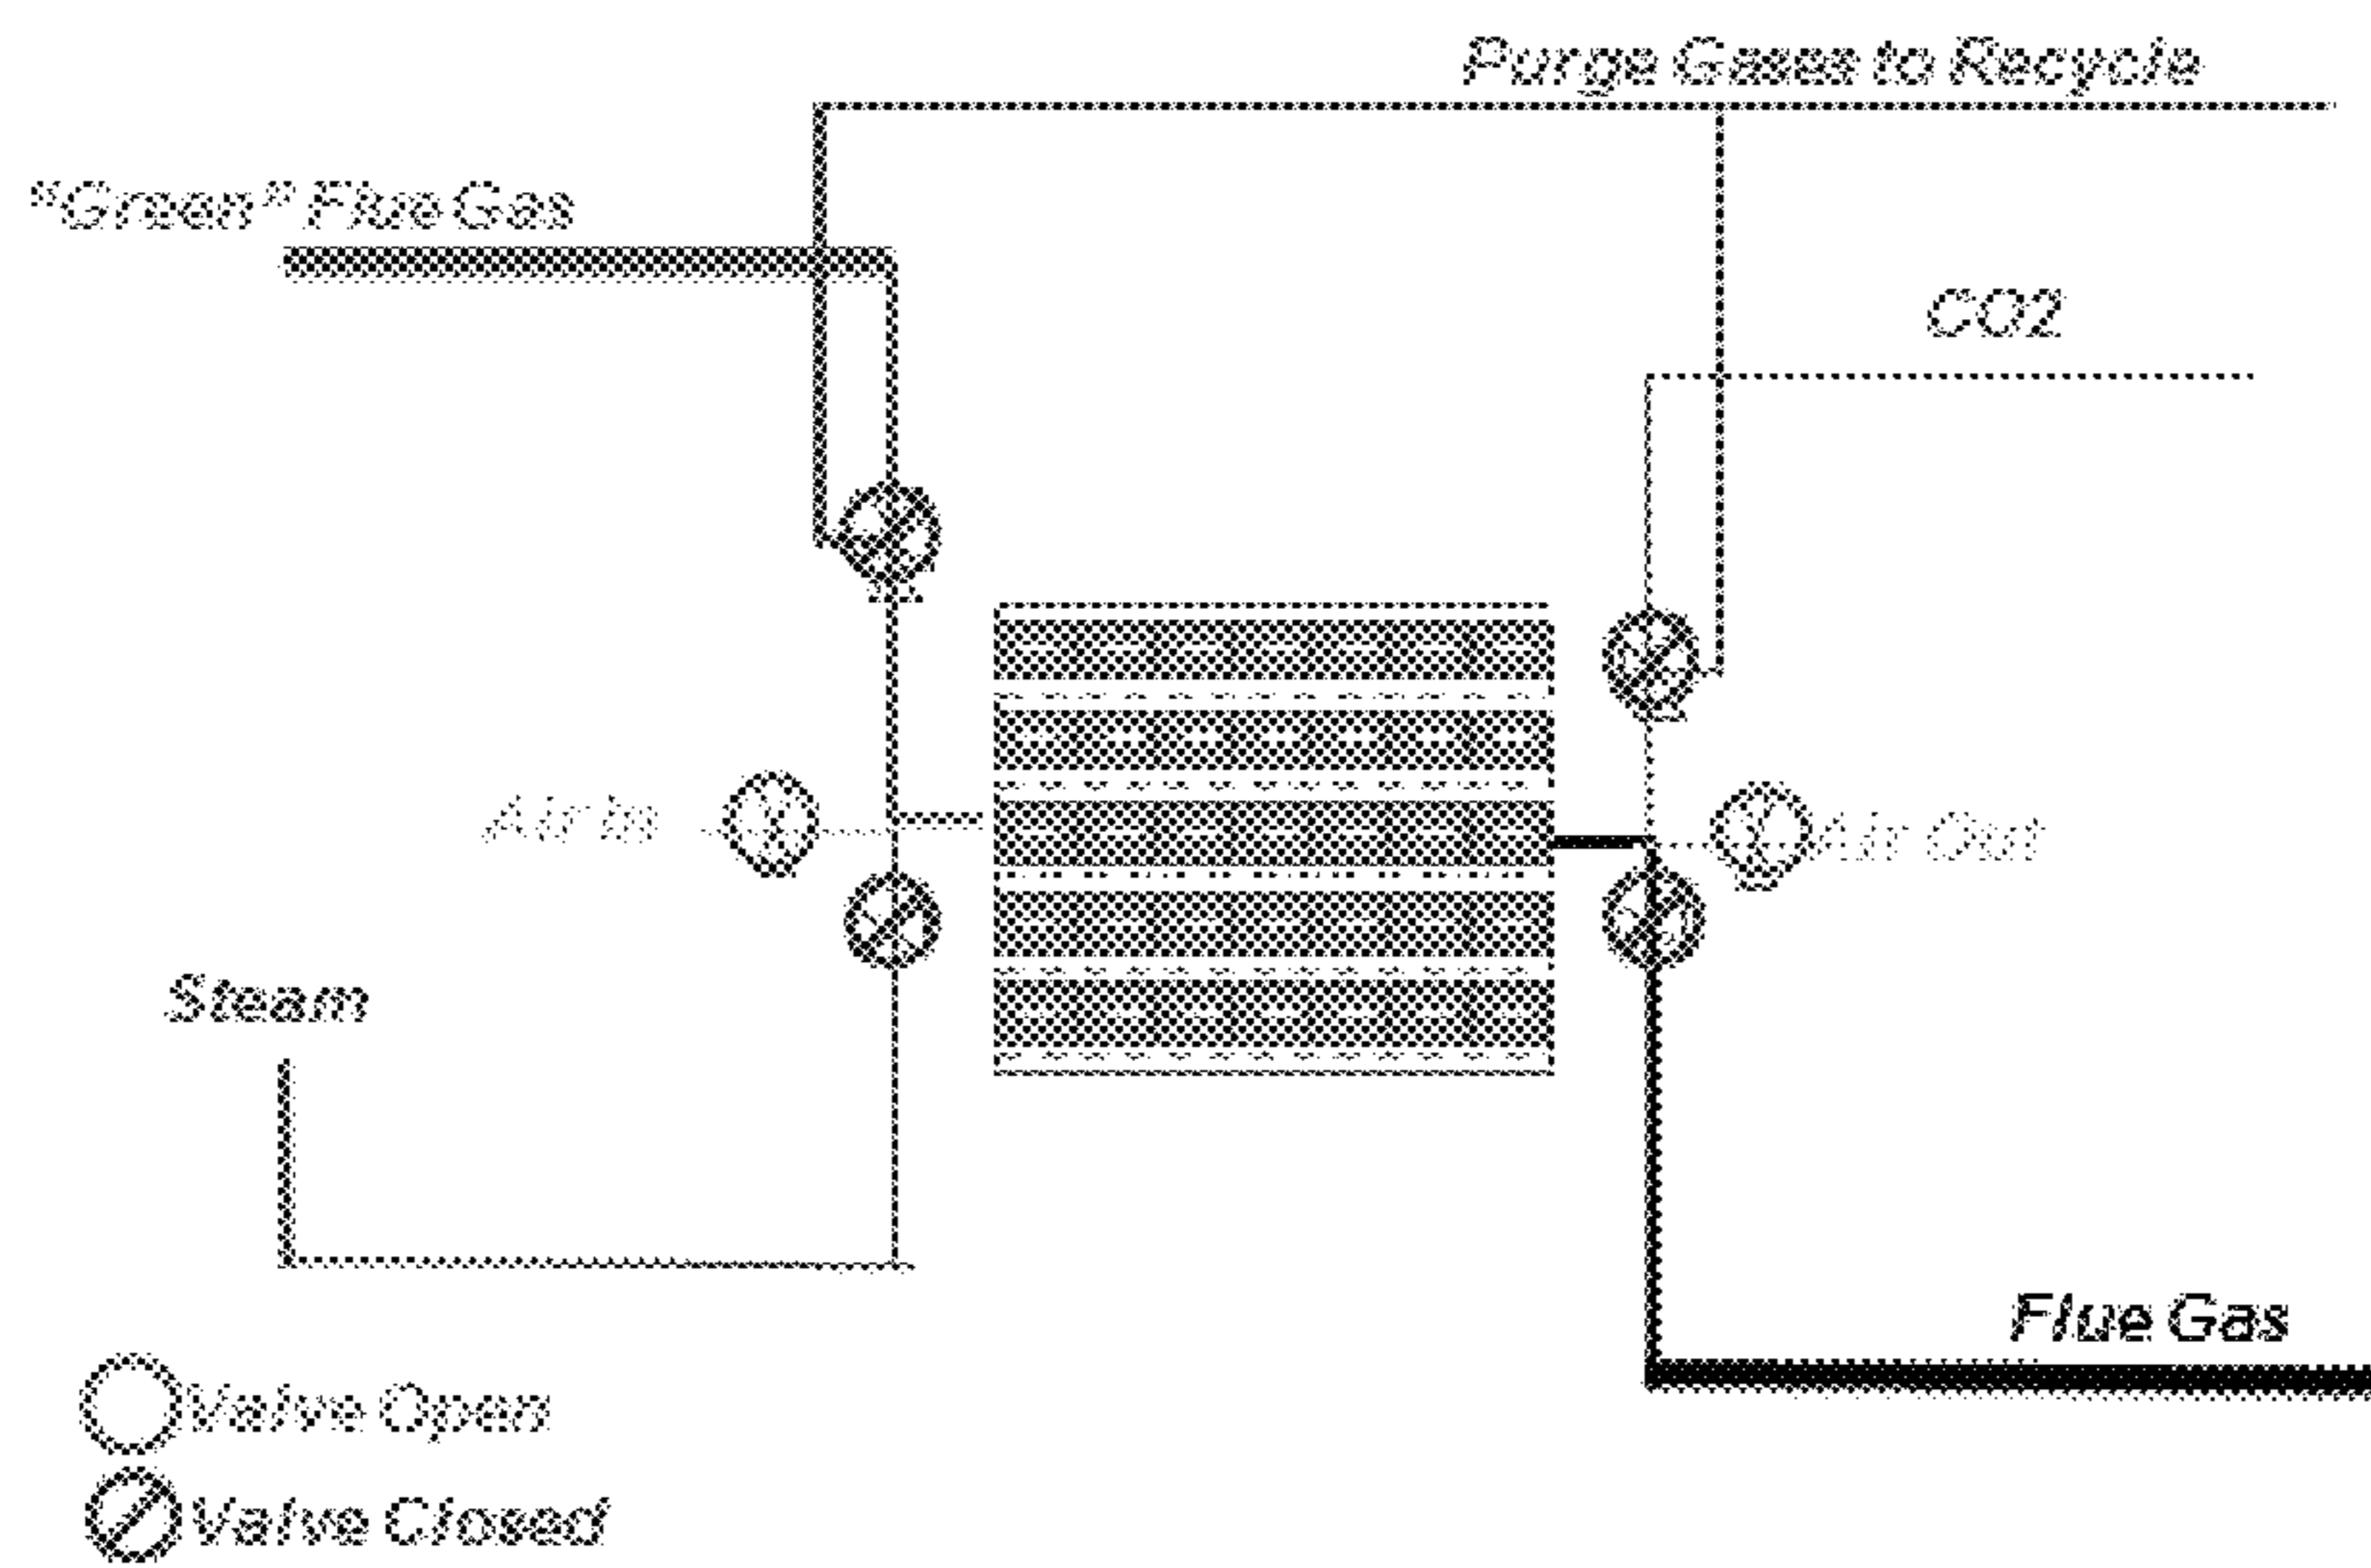 Purge Gases to Recycle
"Green" Flue Gas
CO2
Air In
Air Out
Steam
Flue Gas
Valve Open
Valve Closed